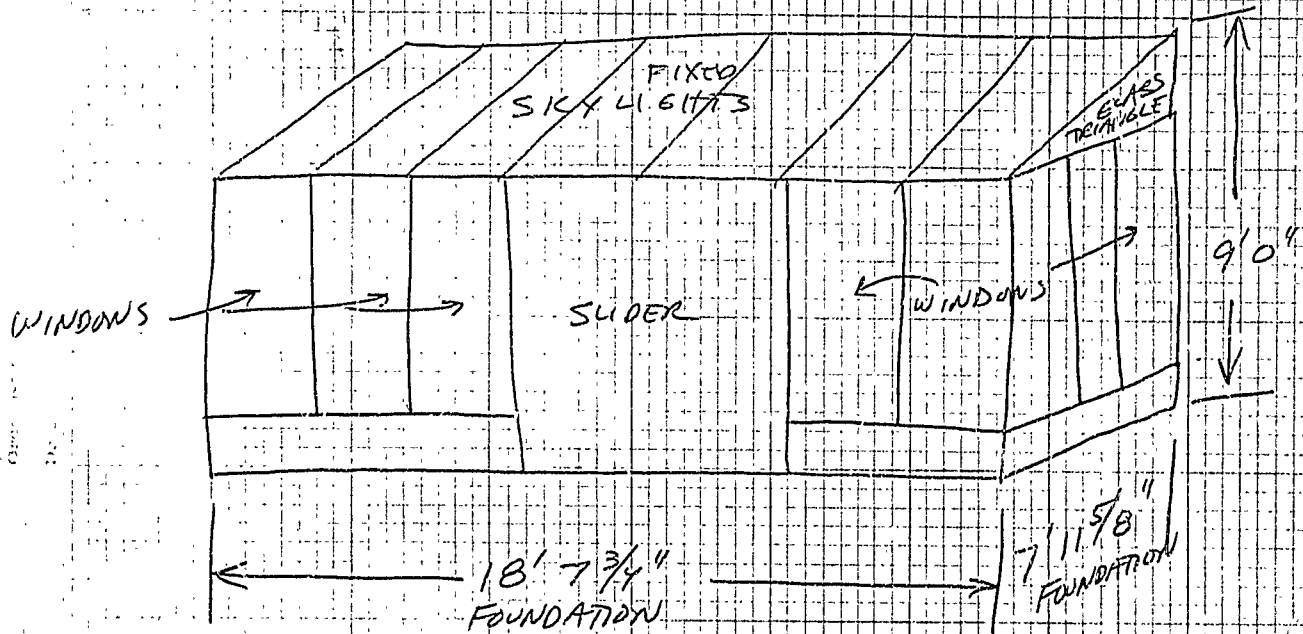 FIXED
SKYLIGHTS
GLASS
TRIANGLE
WINDOWS
SLIDER
WINDOWS
9'0"
18' 7 3/4"
FOUNDATION
7' 11 5/8"
FOUNDATION